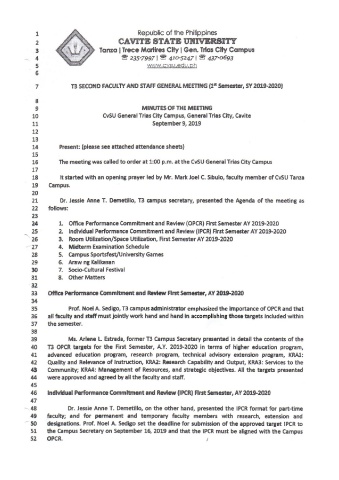 1 Republic of the Philippines
2 CAVITE STATE UNIVERSITY
3 Tanza | Trece Martires City | Gen. Trias City Campus
4 ☎ 235-7997 | ☎ 410-5247 | ☎ 437-0693
5 www.cvsu.edu.ph
6
7 T3 SECOND FACULTY AND STAFF GENERAL MEETING (1st Semester, SY 2019-2020)
8
9 MINUTES OF THE MEETING
10 CvSU General Trias City Campus, General Trias City, Cavite
11 September 9, 2019
12
13
14 Present: (please see attached attendance sheets)
15
16 The meeting was called to order at 1:00 p.m. at the CvSU General Trias City Campus
17
18 It started with an opening prayer led by Mr. Mark Joel C. Sibulo, faculty member of CvSU Tanza
19 Campus.
20
21 Dr. Jessie Anne T. Demetillo, T3 campus secretary, presented the Agenda of the meeting as
22 follows:
23
24 1. Office Performance Commitment and Review (OPCR) First Semester AY 2019-2020
25 2. Individual Performance Commitment and Review (IPCR) First Semester AY 2019-2020
26 3. Room Utilization/Space Utilization, First Semester AY 2019-2020
27 4. Midterm Examination Schedule
28 5. Campus Sportsfest/University Games
29 6. Araw ng Kalikasan
30 7. Socio-Cultural Festival
31 8. Other Matters
32
33 Office Performance Commitment and Review First Semester, AY 2019-2020
34
35 Prof. Noel A. Sedigo, T3 campus administrator emphasized the importance of OPCR and that
36 all faculty and staff must jointly work hand and hand in accomplishing those targets included within
37 the semester.
38
39 Ms. Arlene L. Estrada, former T3 Campus Secretary presented in detail the contents of the
40 T3 OPCR targets for the First Semester, A.Y. 2019-2020 in terms of higher education program,
41 advanced education program, research program, technical advisory extension program, KRA1:
42 Quality and Relevance of Instruction, KRA2: Research Capability and Output, KRA3: Services to the
43 Community; KRA4: Management of Resources, and strategic objectives. All the targets presented
44 were approved and agreed by all the faculty and staff.
45
46 Individual Performance Commitment and Review (IPCR) First Semester, AY 2019-2020
47
48 Dr. Jessie Anne T. Demetillo, on the other hand, presented the IPCR format for part-time
49 faculty; and for permanent and temporary faculty members with research, extension and
50 designations. Prof. Noel A. Sedigo set the deadline for submission of the approved target IPCR to
51 the Campus Secretary on September 16, 2019 and that the IPCR must be aligned with the Campus
52 OPCR.